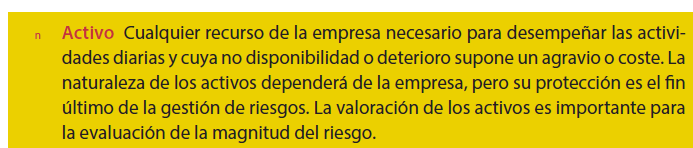 n Activo Cualquier recurso de la empresa necesario para desempeñar las activi-
dades diarias y cuya no disponibilidad o deterioro supone un agravio o coste. La
naturaleza de los activos dependerá de la empresa, pero su protección es el fin
último de la gestión de riesgos. La valoración de los activos es importante para
la evaluación de la magnitud del riesgo.